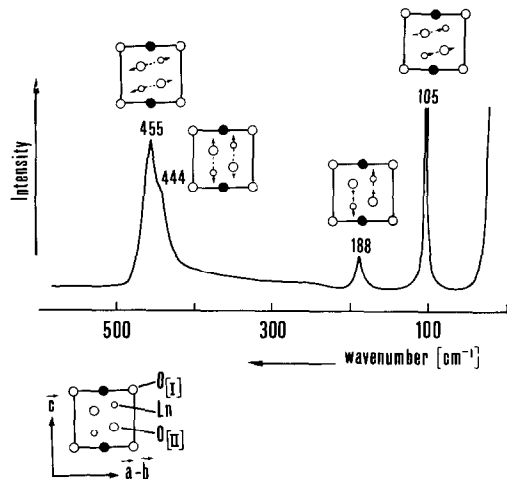 105
455
444
188
Intensity
500
300
100
wavenumber [cm⁻¹]
O[I]
Ln
O[II]
c
a-b